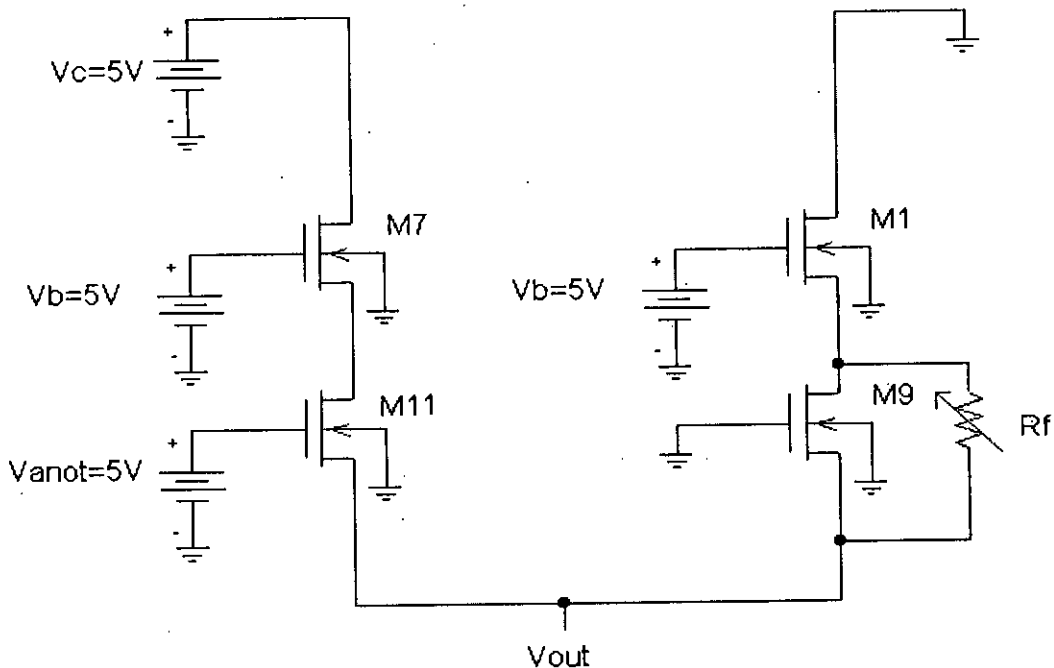 +
Vc=5V
-
M7
+
Vb=5V
-
M11
+
Vanot=5V
-
M1
+
Vb=5V
-
M9
Rf
Vout